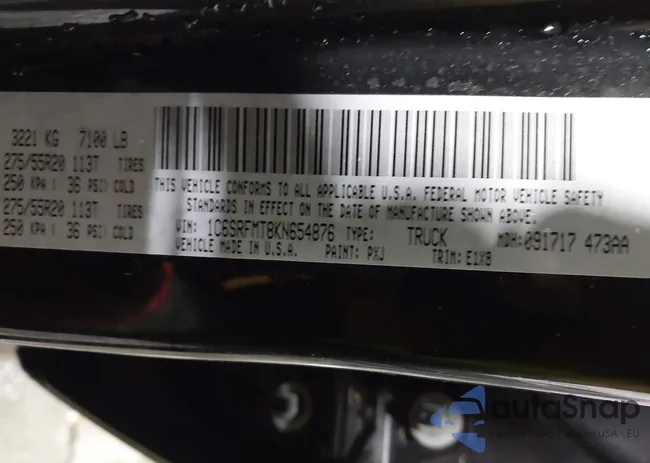 3221 KG 7100 LB
275/55R20 113T TIRES
250 KPA ( 36 PSI) COLD
275/55R20 113T TIRES
250 KPA ( 36 PSI) COLD
THIS VEHICLE CONFORMS TO ALL APPLICABLE U.S.A. FEDERAL MOTOR VEHICLE SAFETY
STANDARDS IN EFFECT ON THE DATE OF MANUFACTURE SHOWN ABOVE.
VIN: 1C6SRFMT8KN654876 TYPE: TRUCK MDH:091717 473AA
VEHICLE MADE IN U.S.A. PAINT: PXJ TRIM: E1X8
autoSnap
USA - EU